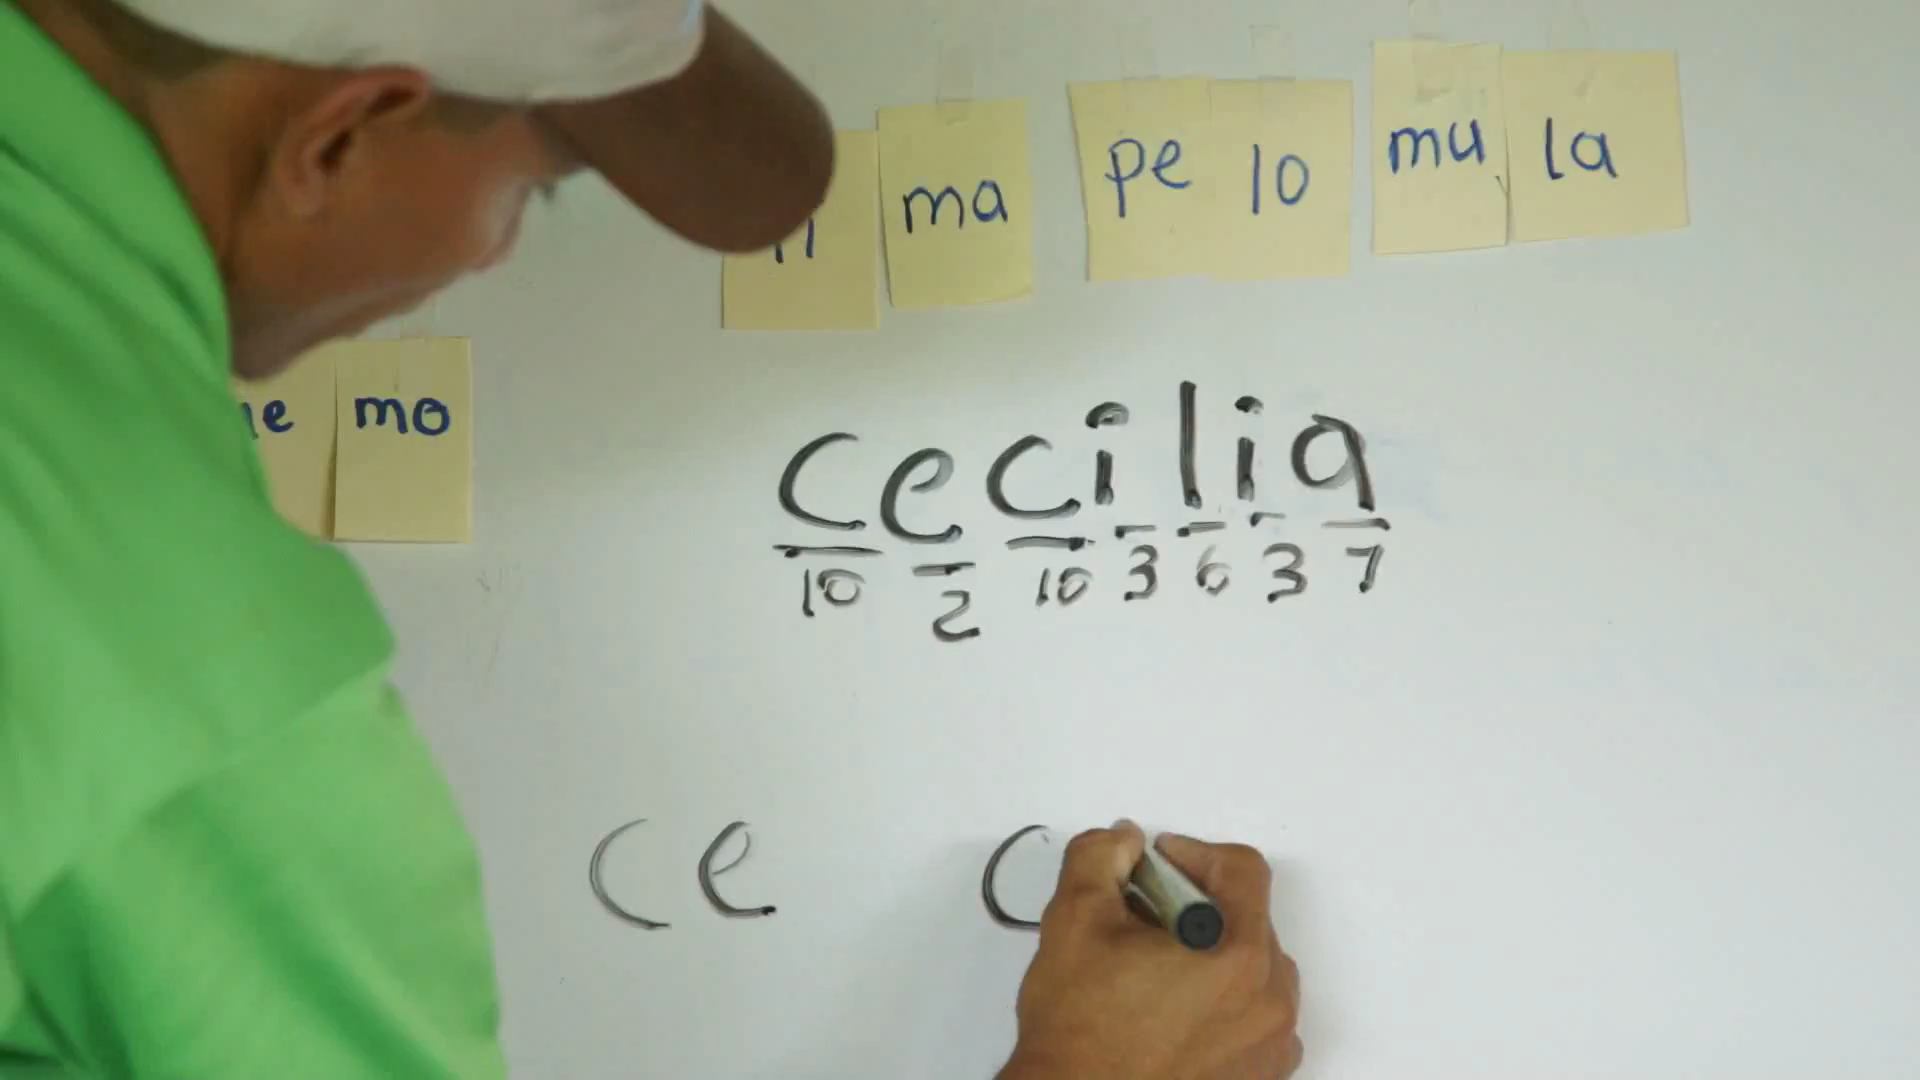 ma pe lo mu la
mo
cecilia
10 2 10 3 6 3 7
ce c